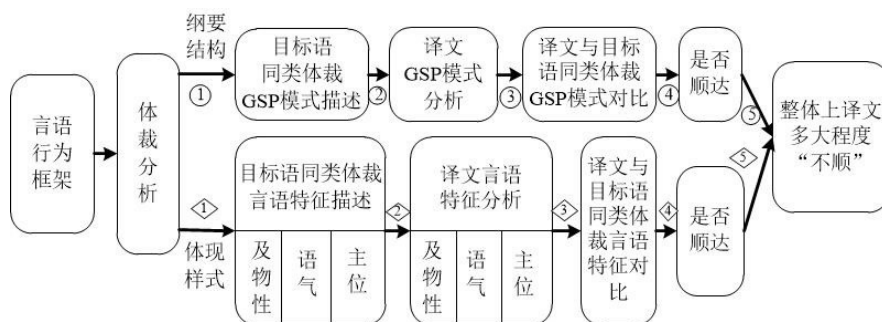 言语
行为
框架
体
裁
分
析
纲要
结构
①
目标语
同类体裁
GSP模式描述
②
译文
GSP模式
分析
③
译文与目标
语同类体裁
GSP模式对比
④
是否
顺达
⑤
体现
样式
1
目标语同类体裁
言语特征描述
及物性
语气
主位
2
译文言语
特征分析
及物性
语气
主位
3
译文与
目标语
同类体
裁言语
特征对
比
4
是否
顺达
5
整体上译文
多大程度
“不顺”